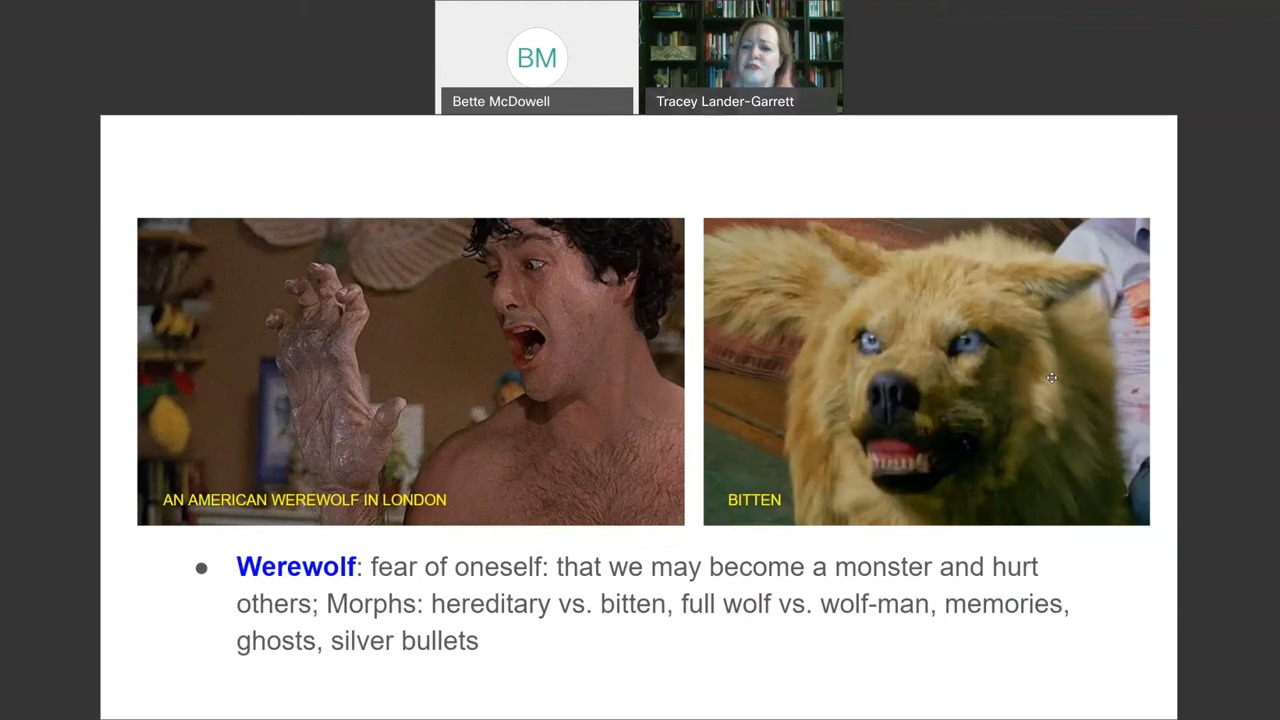 BM
Bette McDowell
Tracey Lander-Garrett
AN AMERICAN WEREWOLF IN LONDON
BITTEN
● Werewolf: fear of oneself: that we may become a monster and hurt
others; Morphs: hereditary vs. bitten, full wolf vs. wolf-man, memories,
ghosts, silver bullets